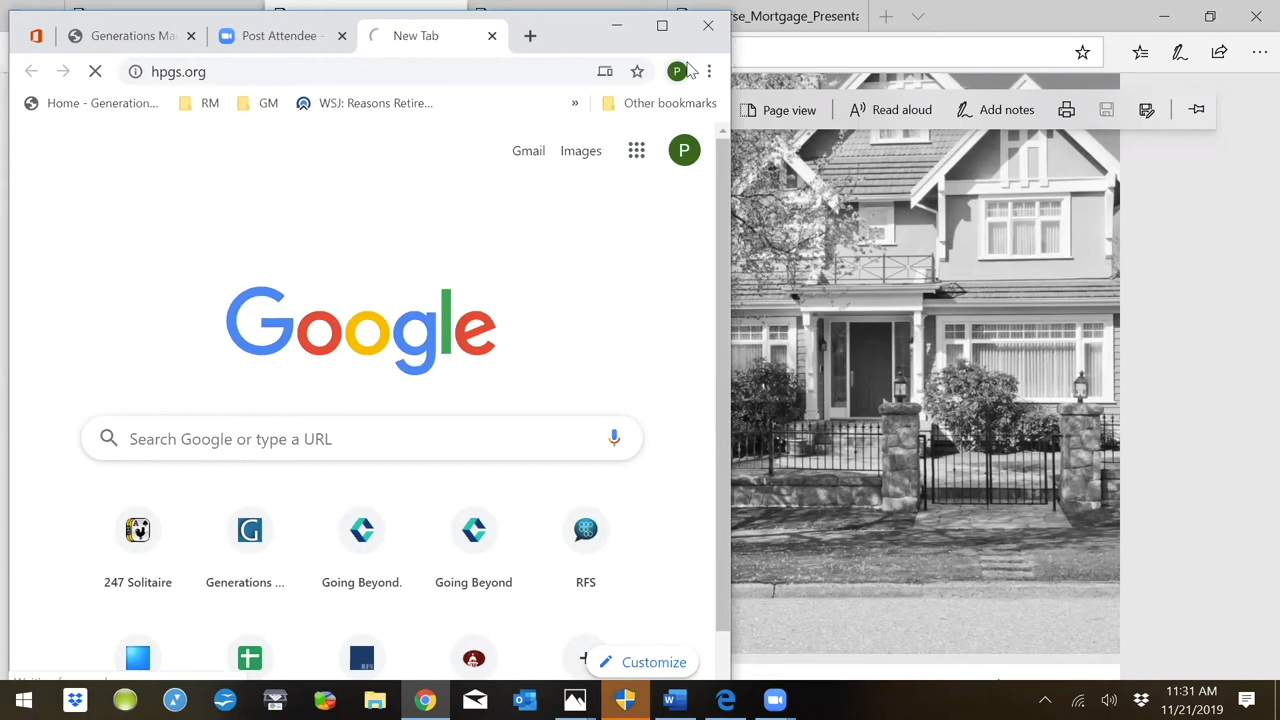 Generations Ma
Post Attendee -
New Tab
rse_Mortgage_Presenta
hpgs.org
P
Home - Generation...
RM
GM
WSJ: Reasons Retire...
»
Other bookmarks
Page view
Read aloud
Add notes
Gmail
Images
P
Google
Search Google or type a URL
247 Solitaire
Generations ...
Going Beyond.
Going Beyond
RFS
Customize
11:31 AM
11/21/2019